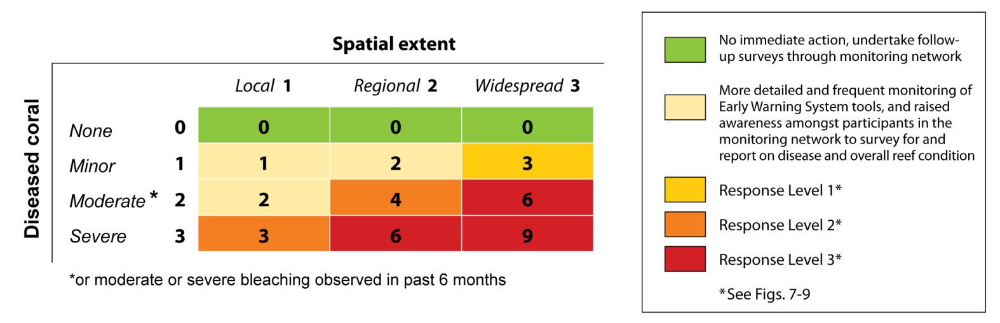 Spatial extent
Local 1 Regional 2 Widespread 3
Diseased coral
None 0 0 0 0
Minor 1 1 2 3
Moderate * 2 2 4 6
Severe 3 3 6 9
*or moderate or severe bleaching observed in past 6 months
No immediate action, undertake follow-
up surveys through monitoring network
More detailed and frequent monitoring of
Early Warning System tools, and raised
awareness amongst participants in the
monitoring network to survey for and
report on disease and overall reef condition
Response Level 1*
Response Level 2*
Response Level 3*
*See Figs. 7-9